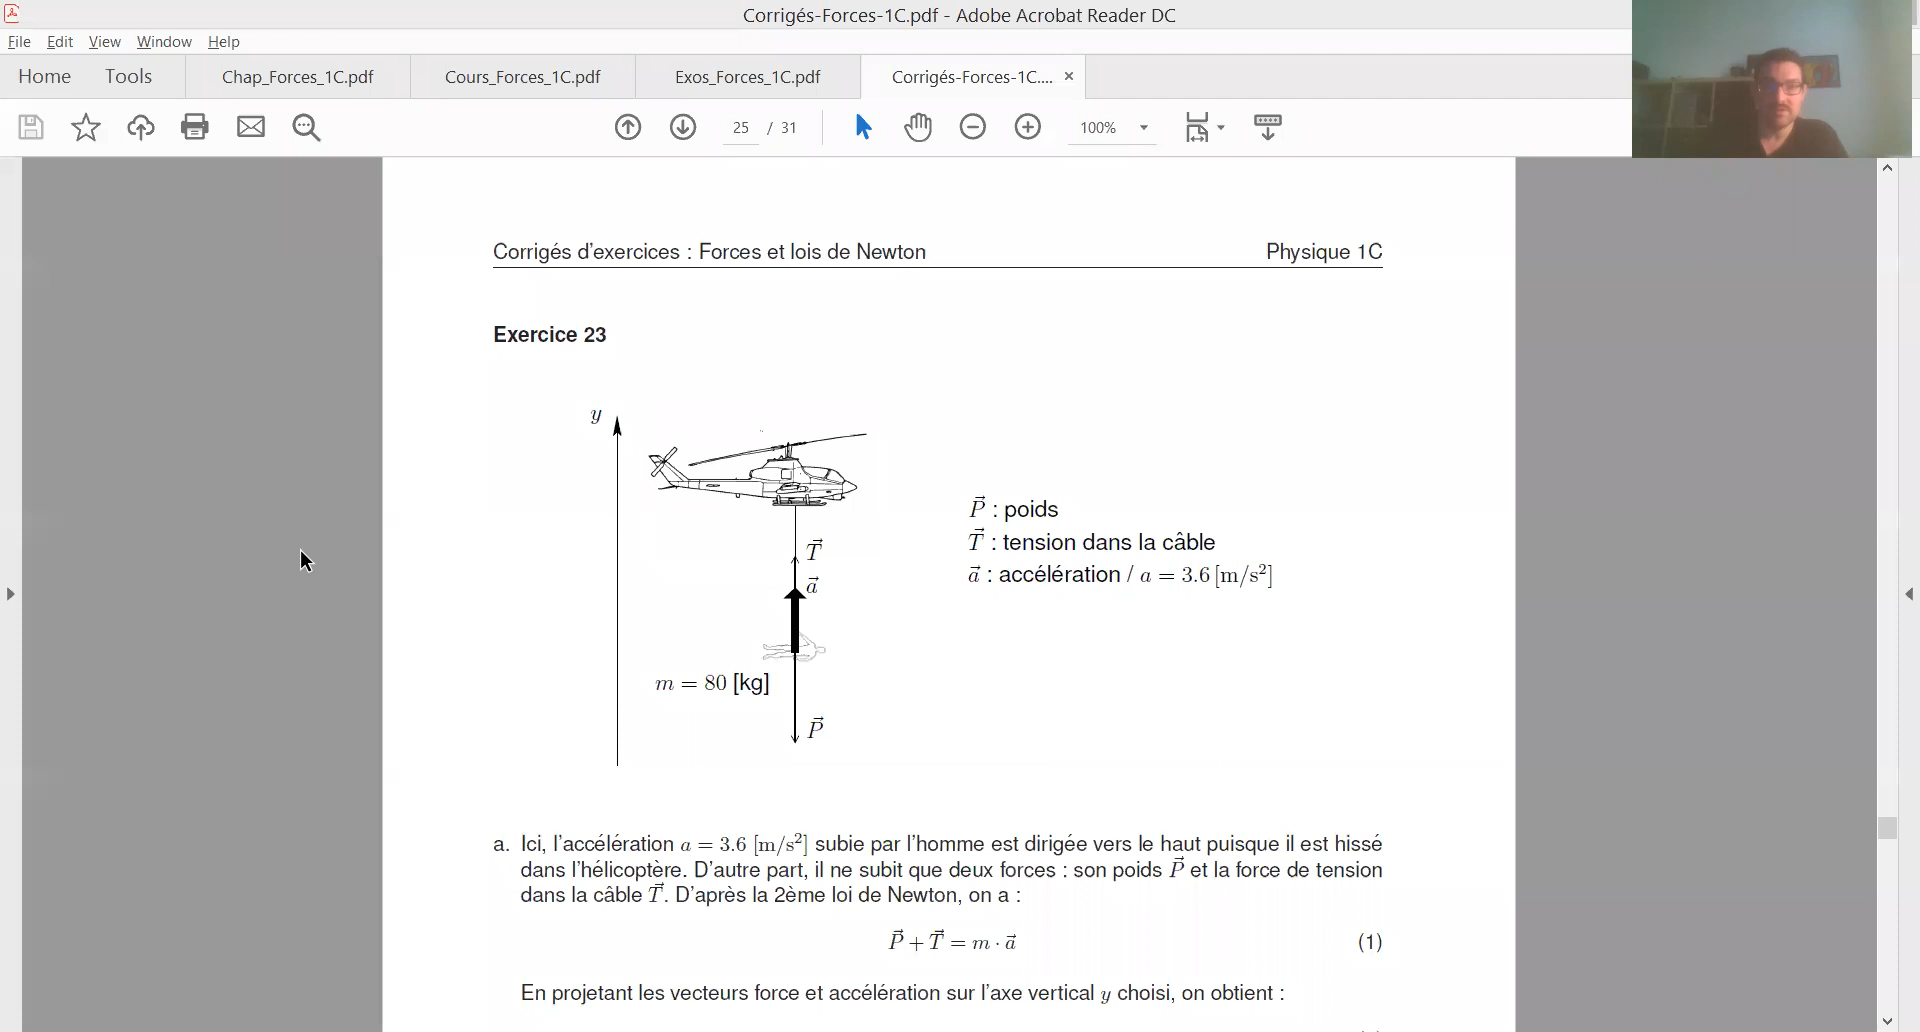 Corrigés-Forces-1C.pdf - Adobe Acrobat Reader DC
File Edit View Window Help
Home Tools Chap_Forces_1C.pdf Cours_Forces_1C.pdf Exos_Forces_1C.pdf Corrigés-Forces-1C.... ×
25 / 31 100%
Corrigés d'exercices : Forces et lois de Newton Physique 1C
Exercice 23
y
P⃗ : poids
T⃗ : tension dans la câble
a⃗ : accélération / a = 3.6 [m/s²]
T⃗
a⃗
m = 80 [kg]
P⃗
a. Ici, l'accélération a = 3.6 [m/s²] subie par l'homme est dirigée vers le haut puisque il est hissé
dans l'hélicoptère. D'autre part, il ne subit que deux forces : son poids P⃗ et la force de tension
dans la câble T⃗. D'après la 2ème loi de Newton, on a :
P⃗ + T⃗ = m · a⃗ (1)
En projetant les vecteurs force et accélération sur l'axe vertical y choisi, on obtient :